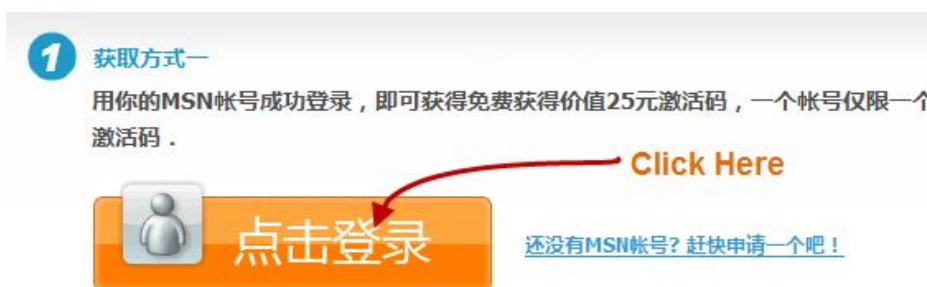 1 获取方式一
用你的MSN帐号成功登录，即可获得免费获得价值25元激活码，一个帐号仅限一个
激活码．
Click Here
点击登录
还没有MSN帐号? 赶快申请一个吧！